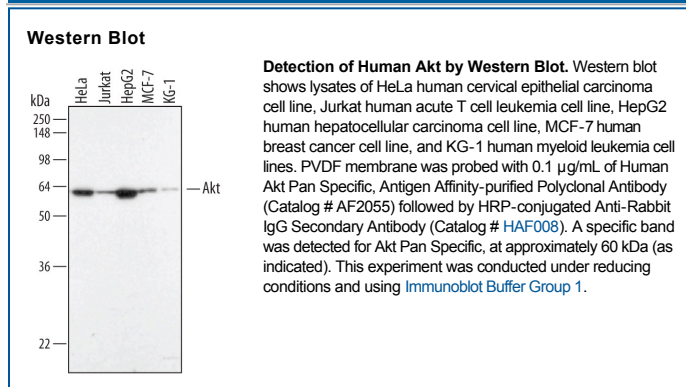 Western Blot
HeLa
Jurkat
HepG2
MCF-7
KG-1
kDa
250
148
98
64
Akt
50
36
22
Detection of Human Akt by Western Blot. Western blot
shows lysates of HeLa human cervical epithelial carcinoma
cell line, Jurkat human acute T cell leukemia cell line, HepG2
human hepatocellular carcinoma cell line, MCF-7 human
breast cancer cell line, and KG-1 human myeloid leukemia cell
lines. PVDF membrane was probed with 0.1 µg/mL of Human
Akt Pan Specific, Antigen Affinity-purified Polyclonal Antibody
(Catalog # AF2055) followed by HRP-conjugated Anti-Rabbit
IgG Secondary Antibody (Catalog # HAF008). A specific band
was detected for Akt Pan Specific, at approximately 60 kDa (as
indicated). This experiment was conducted under reducing
conditions and using Immunoblot Buffer Group 1.